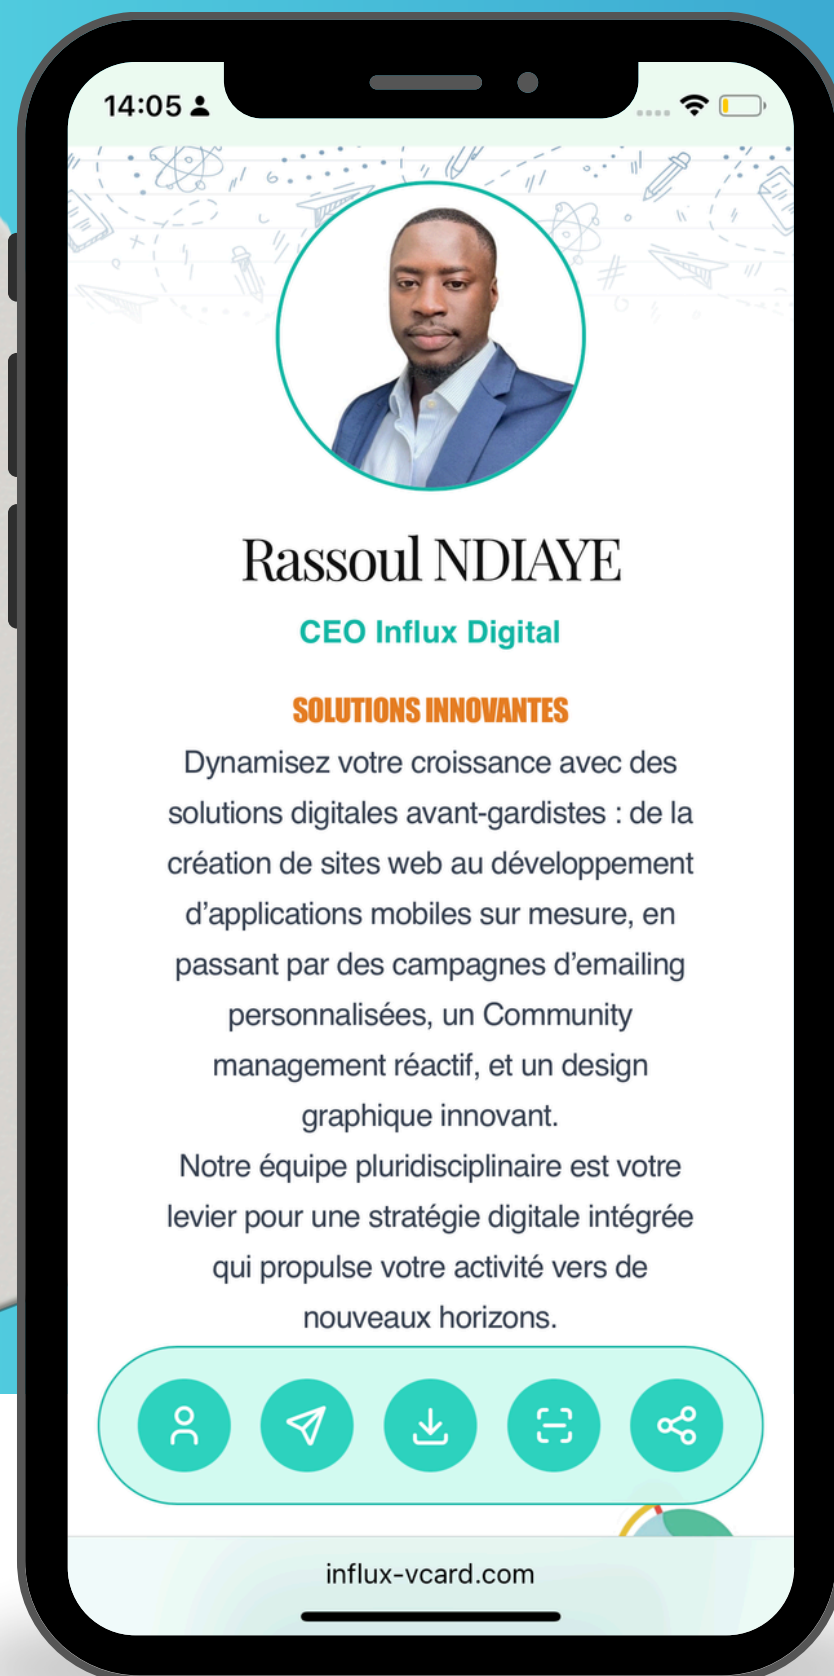 14:05
Rassoul NDIAYE
CEO Influx Digital
SOLUTIONS INNOVANTES
Dynamisez votre croissance avec des
solutions digitales avant-gardistes : de la
création de sites web au développement
d’applications mobiles sur mesure, en
passant par des campagnes d’emailing
personnalisées, un Community
management réactif, et un design
graphique innovant.
Notre équipe pluridisciplinaire est votre
levier pour une stratégie digitale intégrée
qui propulse votre activité vers de
nouveaux horizons.
influx-vcard.com